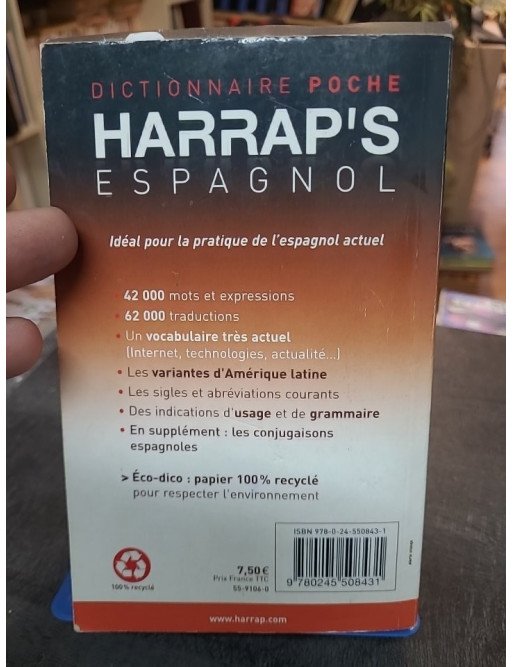 DICTIONNAIRE POCHE
HARRAP'S
ESPAGNOL
Idéal pour la pratique de l'espagnol actuel
• 42 000 mots et expressions
• 62 000 traductions
• Un vocabulaire très actuel
(Internet, technologies, actualité...)
• Les variantes d'Amérique latine
• Les sigles et abréviations courants
• Des indications d'usage et de grammaire
• En supplément : les conjugaisons
espagnoles
> Éco-dico : papier 100% recyclé
pour respecter l'environnement
ISBN 978-0-24-550843-1
9 780245 508431
7,50 €
Prix France TTC
55-9106-0
100% recyclé
www.harrap.com